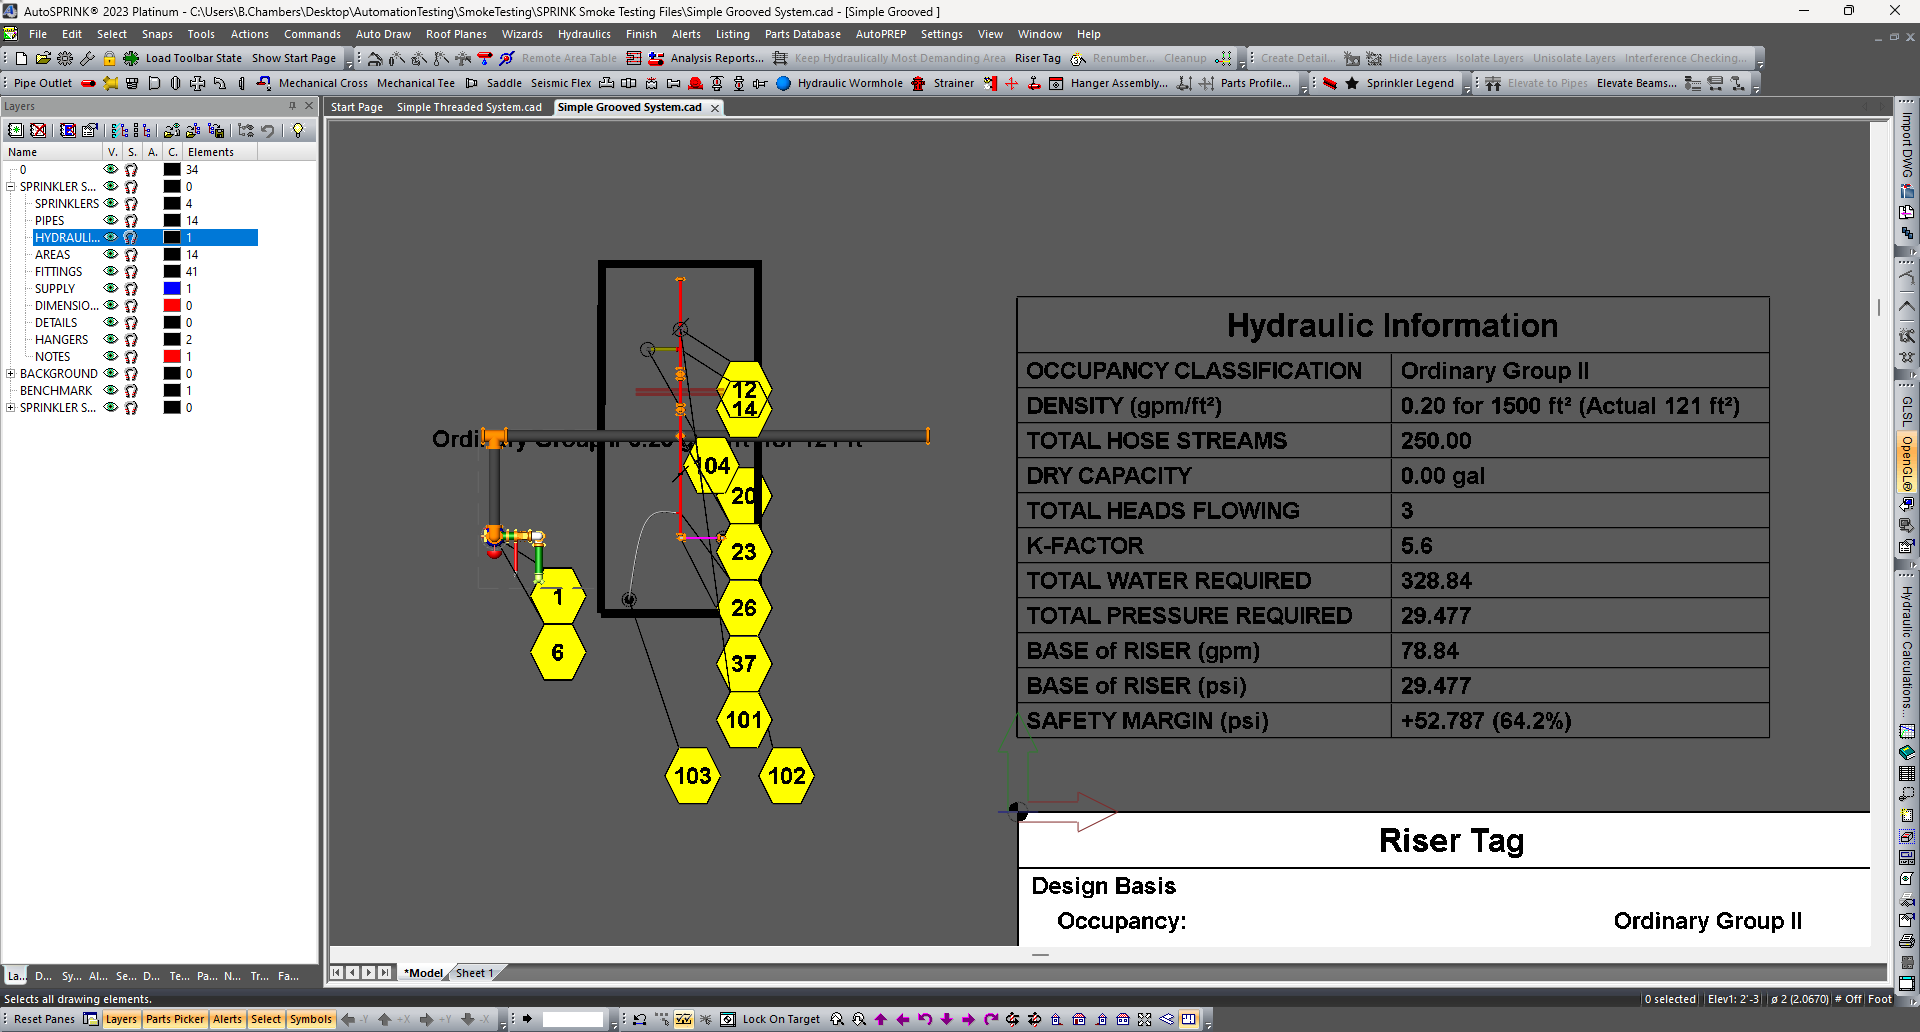 AutoSPRINK® 2023 Platinum - C:\Users\B.Chambers\Desktop\AutomationTesting\SmokeTesting\SPRINK Smoke Testing Files\Simple Grooved System.cad - [Simple Grooved ]
File Edit Select Snaps Tools Actions Commands Auto Draw Roof Planes Wizards Hydraulics Finish Alerts Listing Parts Database AutoPREP Settings View Window Help
Load Toolbar State Show Start Page Remote Area Table Analysis Reports... Keep Hydraulically Most Demanding Area Riser Tag Renumber... Cleanup Create Detail... Hide Layers Isolate Layers Unisolate Layers Interference Checking...
Pipe Outlet Mechanical Cross Mechanical Tee Saddle Seismic Flex Hydraulic Wormhole Strainer Hanger Assembly... Parts Profile... Sprinkler Legend Elevate to Pipes Elevate Beams...
Layers
Start Page Simple Threaded System.cad Simple Grooved System.cad
Name V. S. A. C. Elements
0 34
SPRINKLER S... 0
SPRINKLERS 4
PIPES 14
HYDRAULI... 1
AREAS 14
FITTINGS 41
SUPPLY 1
DIMENSIO... 0
DETAILS 0
HANGERS 2
NOTES 1
BACKGROUND 0
BENCHMARK 1
SPRINKLER S... 0
12
14
104
20
23
26
37
101
103
102
1
6
Hydraulic Information
OCCUPANCY CLASSIFICATION Ordinary Group II
DENSITY (gpm/ft²) 0.20 for 1500 ft² (Actual 121 ft²)
TOTAL HOSE STREAMS 250.00
DRY CAPACITY 0.00 gal
TOTAL HEADS FLOWING 3
K-FACTOR 5.6
TOTAL WATER REQUIRED 328.84
TOTAL PRESSURE REQUIRED 29.477
BASE of RISER (gpm) 78.84
BASE of RISER (psi) 29.477
SAFETY MARGIN (psi) +52.787 (64.2%)
Riser Tag
Design Basis
Occupancy: Ordinary Group II
Import DWG
GLSL
OpenGL®
Hydraulic Calculations...
La... D... Sy... Al... Se... D... Te... Pa... N... Tr... Fa...
*Model Sheet 1
Selects all drawing elements.
0 selected Elev1: 2'-3 ø 2 (2.0670) # Off Foot
Reset Panes Layers Parts Picker Alerts Select Symbols -Y +X +Y -X Lock On Target